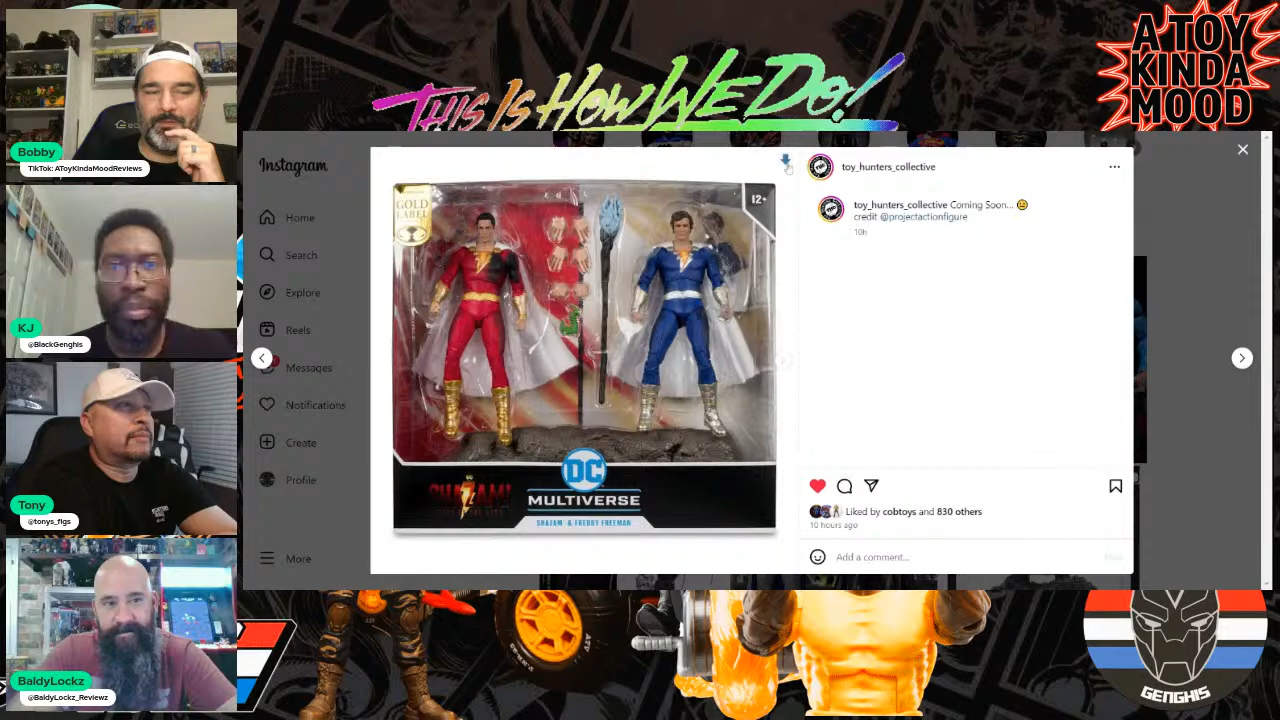 Bobby
TikTok: AToyKindaMoodReviews
KJ
@BlackGenghis
Tony
@tonys_figs
BaldyLockz
@BaldyLockz_Reviewz
THIS IS HOW WE DO!
A TOY
KINDA
MOOD
Instagram
Home
Search
Explore
Reels
Messages
Notifications
Create
Profile
More
GOLD
LABEL
12+
SHAZAM!
DC
MULTIVERSE
SHAZAM & FREDDY FREEMAN
toy_hunters_collective
toy_hunters_collective Coming Soon... 😆
credit @projectactionfigure
10h
Liked by cobtoys and 830 others
10 hours ago
Add a comment...
Post
GENGHIS